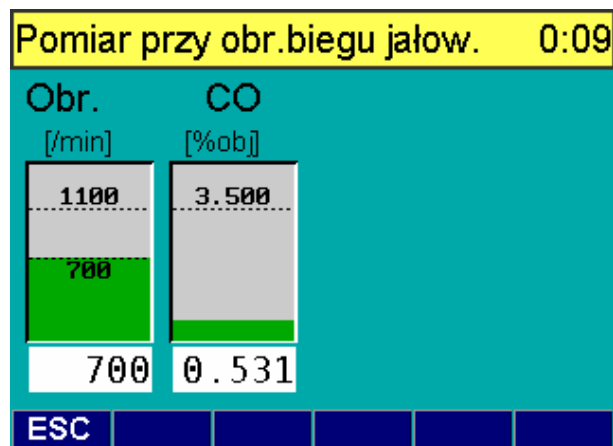 Pomiar przy obr.biegu jałow. 0:09
Obr. CO
[/min] [%obj]
1100 3.500
700
700 0.531
ESC